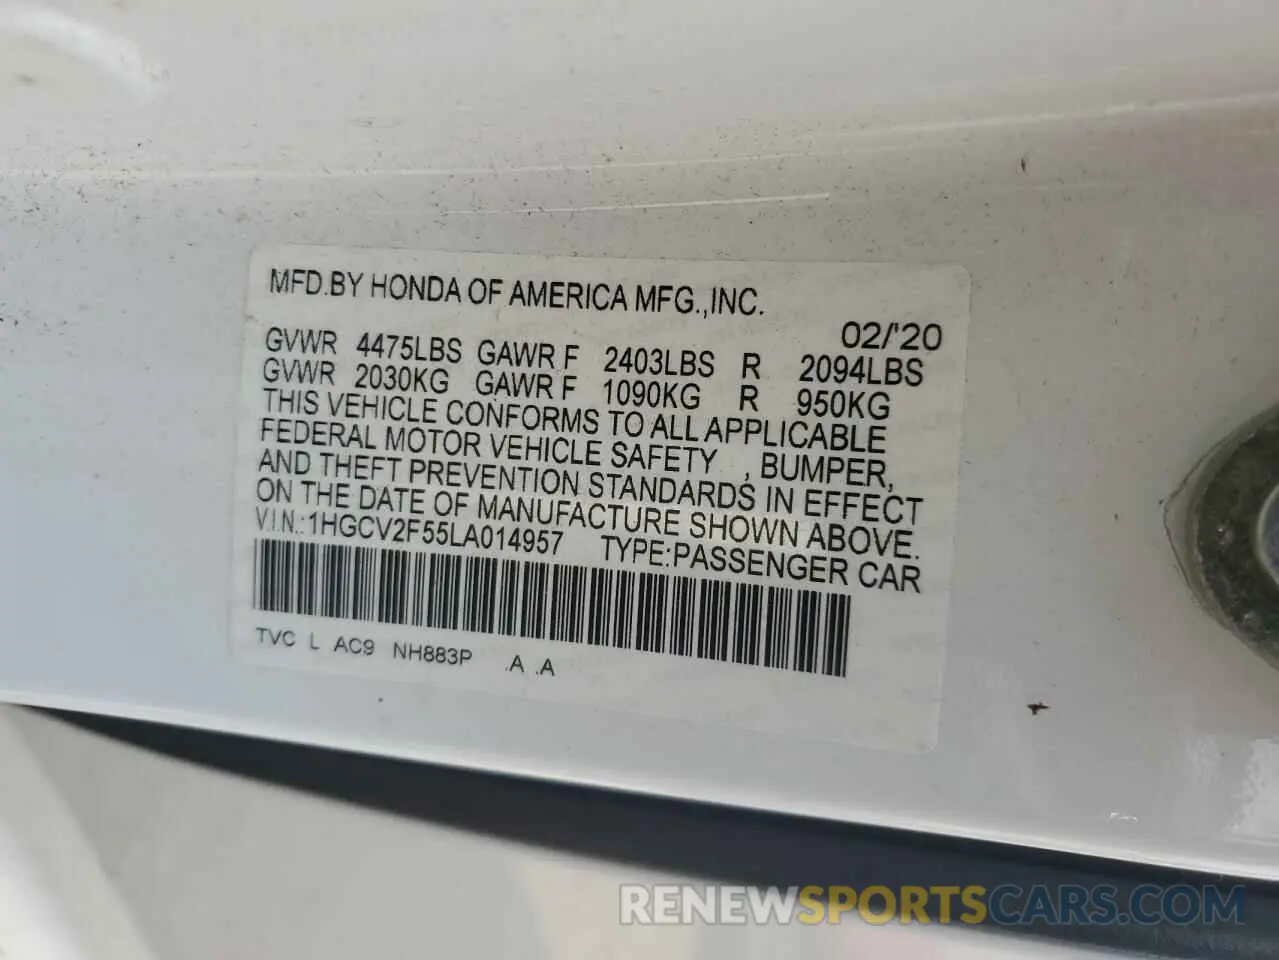 MFD.BY HONDA OF AMERICA MFG.,INC.
02/'20
GVWR 4475LBS GAWR F 2403LBS R 2094LBS
GVWR 2030KG GAWR F 1090KG R 950KG
THIS VEHICLE CONFORMS TO ALL APPLICABLE
FEDERAL MOTOR VEHICLE SAFETY , BUMPER,
AND THEFT PREVENTION STANDARDS IN EFFECT
ON THE DATE OF MANUFACTURE SHOWN ABOVE.
V.I.N.:1HGCV2F55LA014957 TYPE:PASSENGER CAR
TVC L AC9 NH883P .A .A
RENEWSPORTSCARS.COM